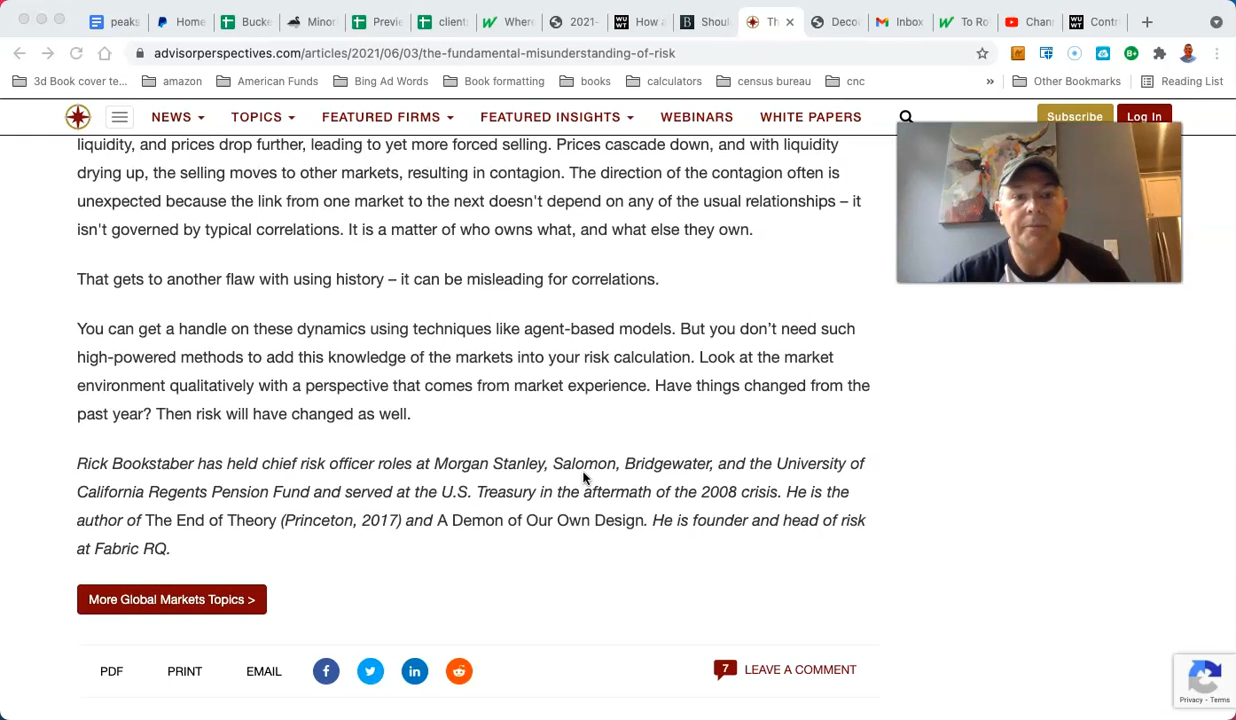 peaks
Home
Bucke
Minor
Previe
client
Where
2021-
How a
Shou
Th
Deco
Inbox
To Ro
Chan
Contr
advisorperspectives.com/articles/2021/06/03/the-fundamental-misunderstanding-of-risk
3d Book cover te...
amazon
American Funds
Bing Ad Words
Book formatting
books
calculators
census bureau
cnc
»
Other Bookmarks
Reading List
NEWS
TOPICS
FEATURED FIRMS
FEATURED INSIGHTS
WEBINARS
WHITE PAPERS
Subscribe
Log In
liquidity, and prices drop further, leading to yet more forced selling. Prices cascade down, and with liquidity
drying up, the selling moves to other markets, resulting in contagion. The direction of the contagion often is
unexpected because the link from one market to the next doesn't depend on any of the usual relationships – it
isn't governed by typical correlations. It is a matter of who owns what, and what else they own.
That gets to another flaw with using history – it can be misleading for correlations.
You can get a handle on these dynamics using techniques like agent-based models. But you don't need such
high-powered methods to add this knowledge of the markets into your risk calculation. Look at the market
environment qualitatively with a perspective that comes from market experience. Have things changed from the
past year? Then risk will have changed as well.
Rick Bookstaber has held chief risk officer roles at Morgan Stanley, Salomon, Bridgewater, and the University of
California Regents Pension Fund and served at the U.S. Treasury in the aftermath of the 2008 crisis. He is the
author of The End of Theory (Princeton, 2017) and A Demon of Our Own Design. He is founder and head of risk
at Fabric RQ.
More Global Markets Topics >
PDF
PRINT
EMAIL
7
LEAVE A COMMENT
Privacy - Terms